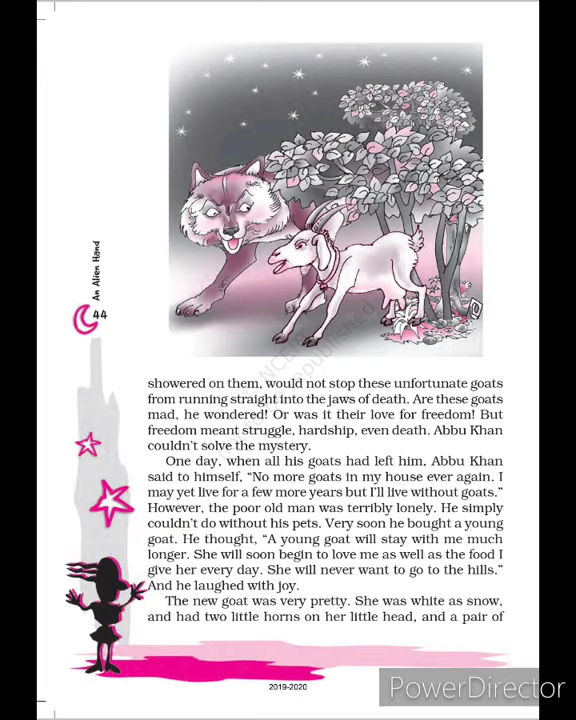 An Alien Hand
44
showered on them, would not stop these unfortunate goats
from running straight into the jaws of death. Are these goats
mad, he wondered! Or was it their love for freedom! But
freedom meant struggle, hardship, even death. Abbu Khan
couldn't solve the mystery.
One day, when all his goats had left him, Abbu Khan
said to himself, "No more goats in my house ever again. I
may yet live for a few more years but I'll live without goats."
However, the poor old man was terribly lonely. He simply
couldn't do without his pets. Very soon he bought a young
goat. He thought, "A young goat will stay with me much
longer. She will soon begin to love me as well as the food I
give her every day. She will never want to go to the hills."
And he laughed with joy.
The new goat was very pretty. She was white as snow,
and had two little horns on her little head, and a pair of
2019-2020
PowerDirector